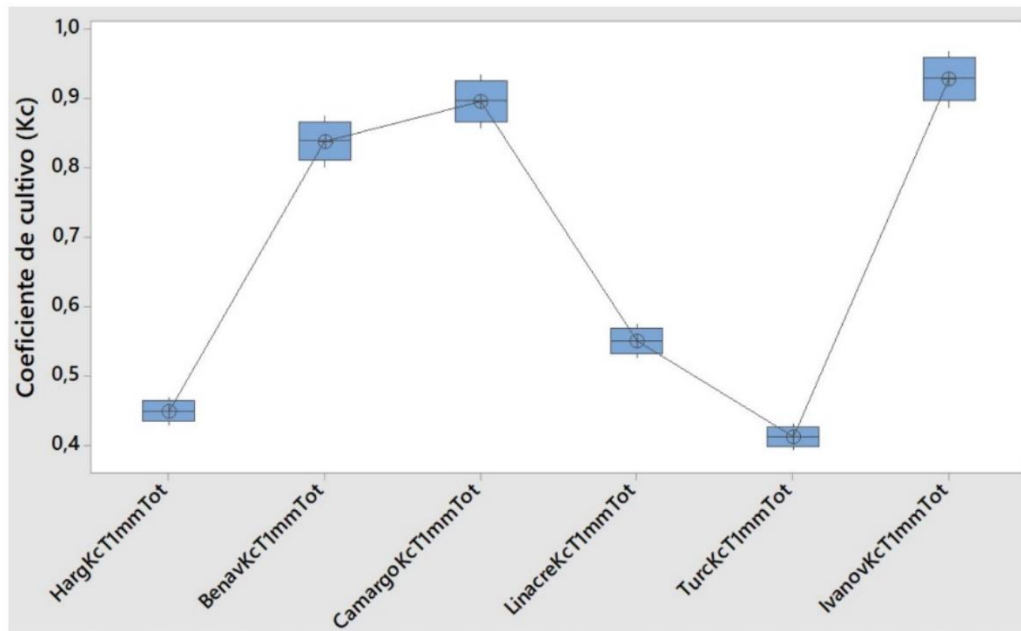 Coeficiente de cultivo (Kc)
1,0
0,9
0,8
0,7
0,6
0,5
0,4
HargKcT1mmTot
BenavKcT1mmTot
CamargoKcT1mmTot
LinacreKcT1mmTot
TurcKcT1mmTot
IvanovKcT1mmTot